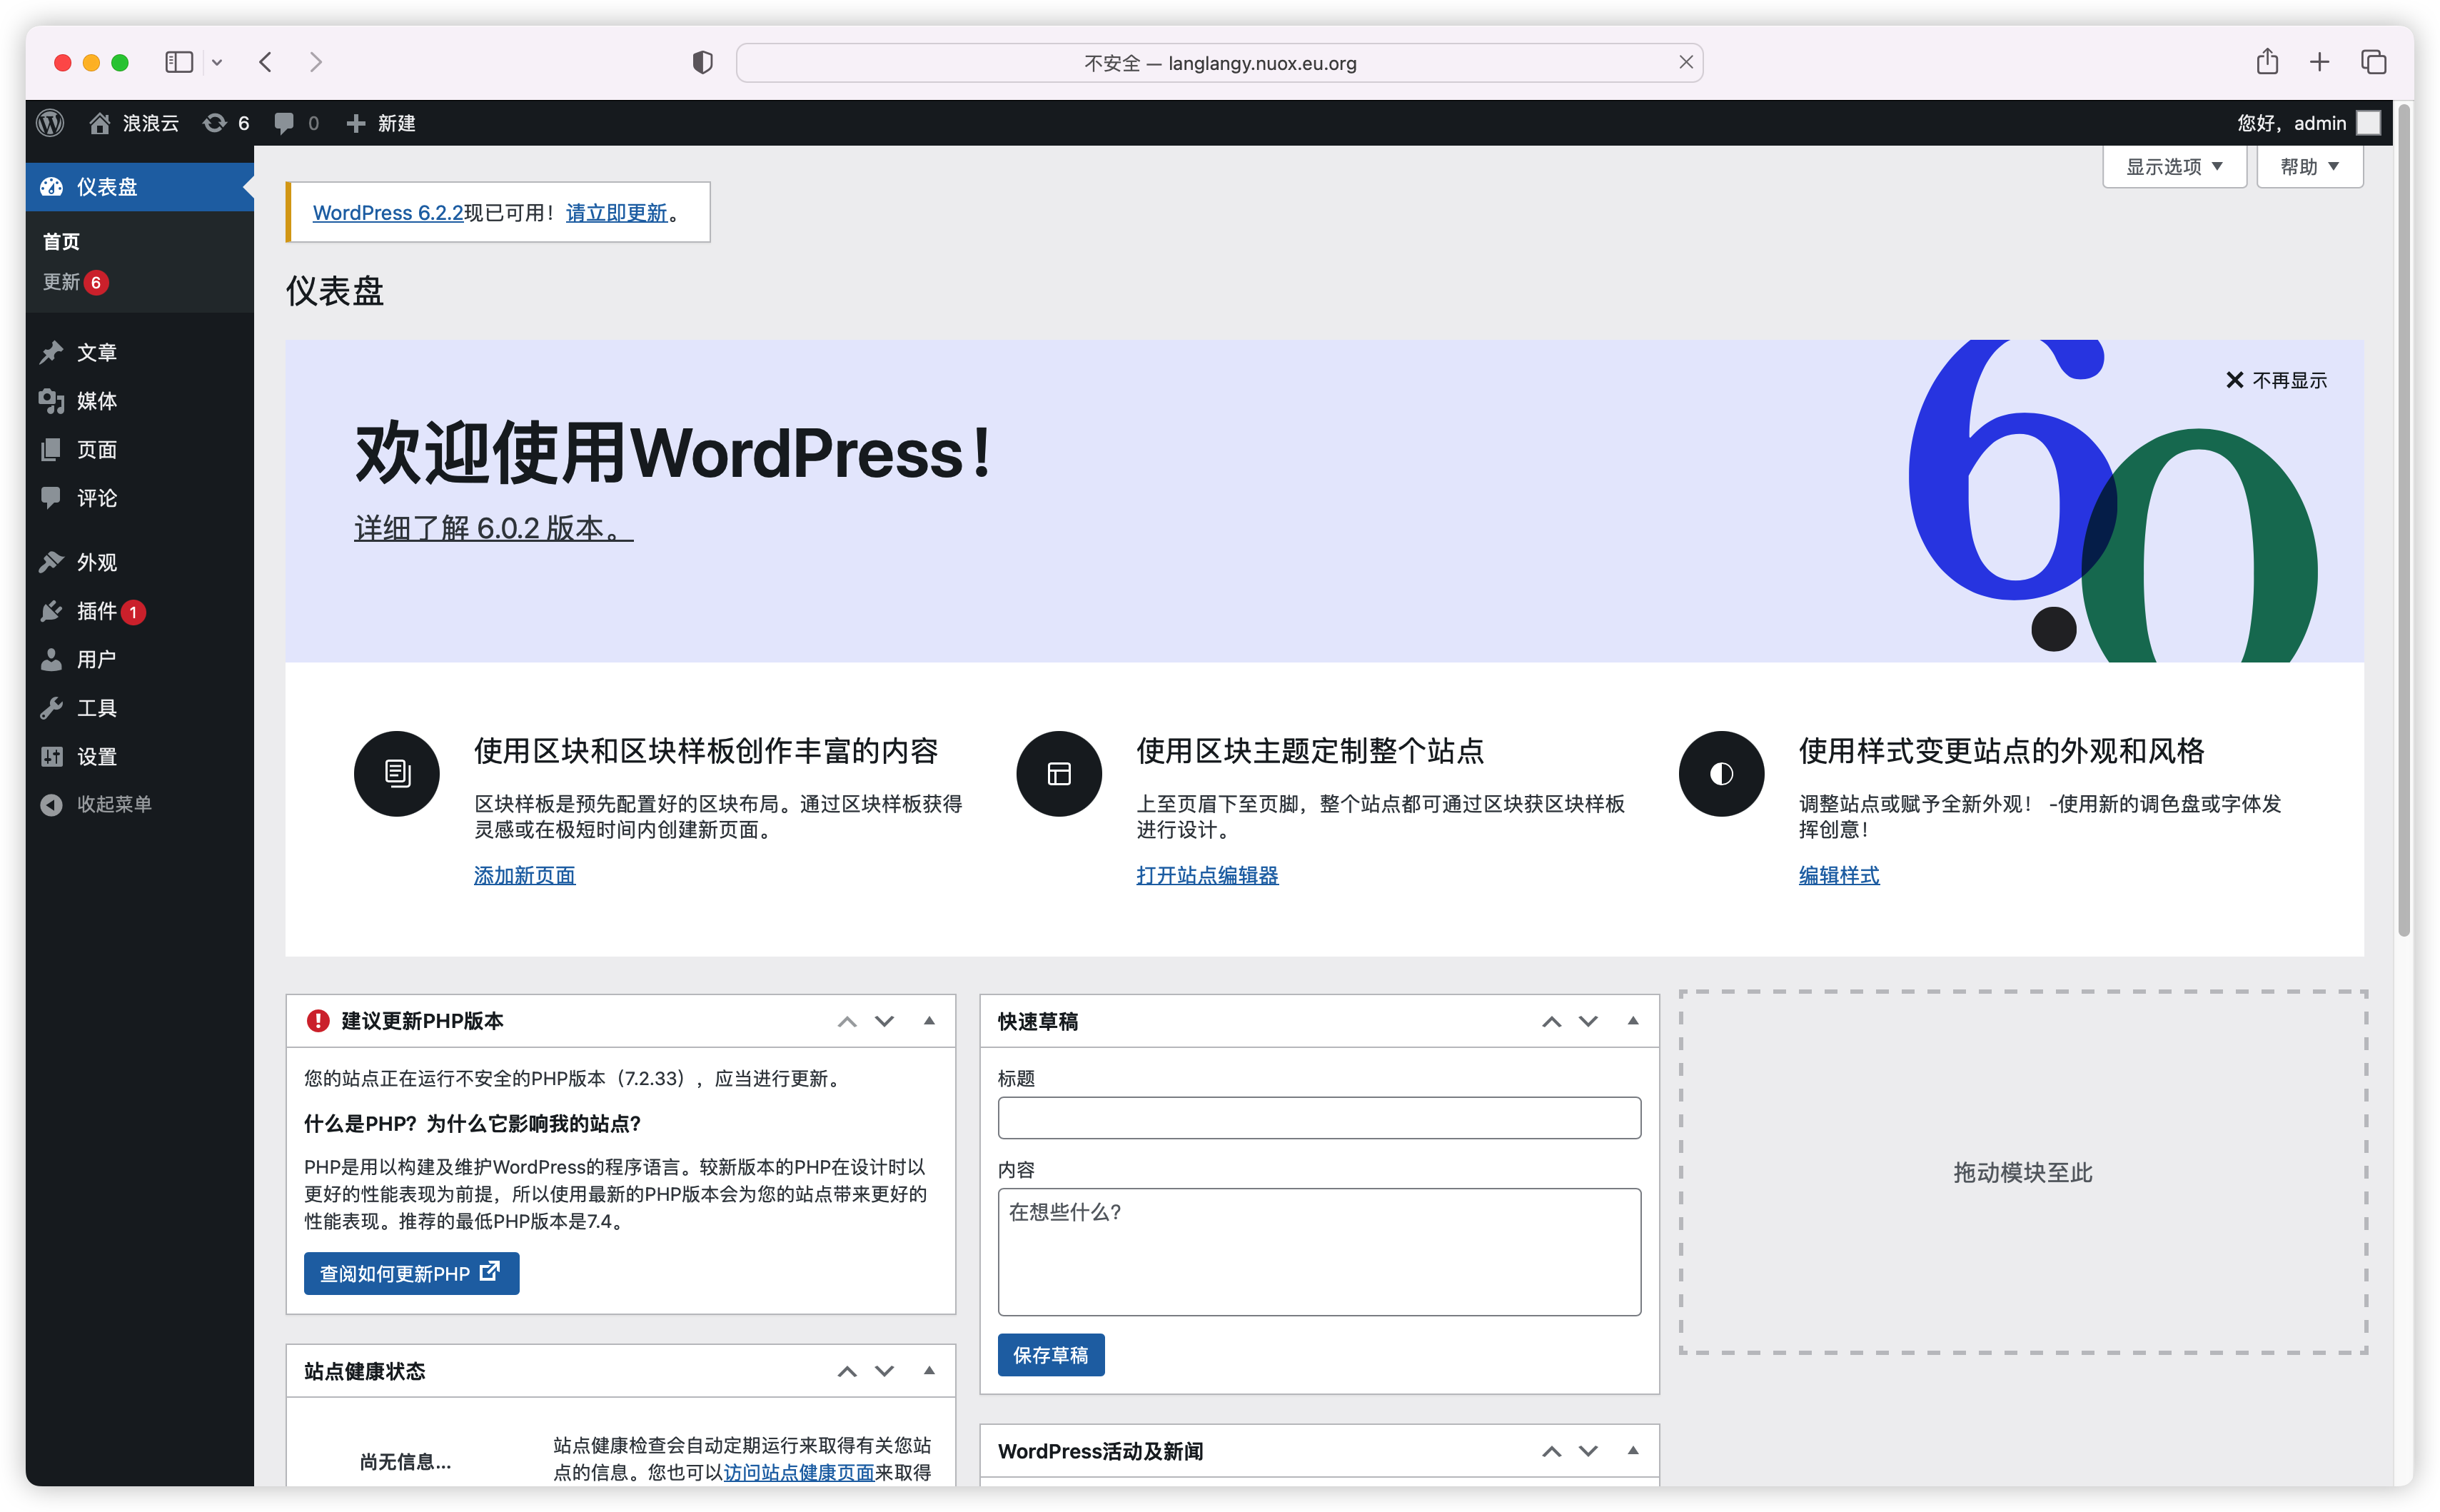 不安全 — langlangy.nuox.eu.org
浪浪云 6 0 新建
您好，admin
仪表盘
首页
更新 6
文章
媒体
页面
评论
外观
插件 1
用户
工具
设置
收起菜单
显示选项
帮助
WordPress 6.2.2现已可用！请立即更新。
仪表盘
不再显示
欢迎使用WordPress！
详细了解 6.0.2 版本。
6.0
使用区块和区块样板创作丰富的内容
区块样板是预先配置好的区块布局。通过区块样板获得
灵感或在极短时间内创建新页面。
添加新页面
使用区块主题定制整个站点
上至页眉下至页脚，整个站点都可通过区块获区块样板
进行设计。
打开站点编辑器
使用样式变更站点的外观和风格
调整站点或赋予全新外观！ -使用新的调色盘或字体发
挥创意！
编辑样式
建议更新PHP版本
您的站点正在运行不安全的PHP版本（7.2.33），应当进行更新。
什么是PHP？为什么它影响我的站点？
PHP是用以构建及维护WordPress的程序语言。较新版本的PHP在设计时以
更好的性能表现为前提，所以使用最新的PHP版本会为您的站点带来更好的
性能表现。推荐的最低PHP版本是7.4。
查阅如何更新PHP
站点健康状态
尚无信息...
站点健康检查会自动定期运行来取得有关您站
点的信息。您也可以访问站点健康页面来取得
快速草稿
标题
内容
在想些什么？
保存草稿
WordPress活动及新闻
拖动模块至此